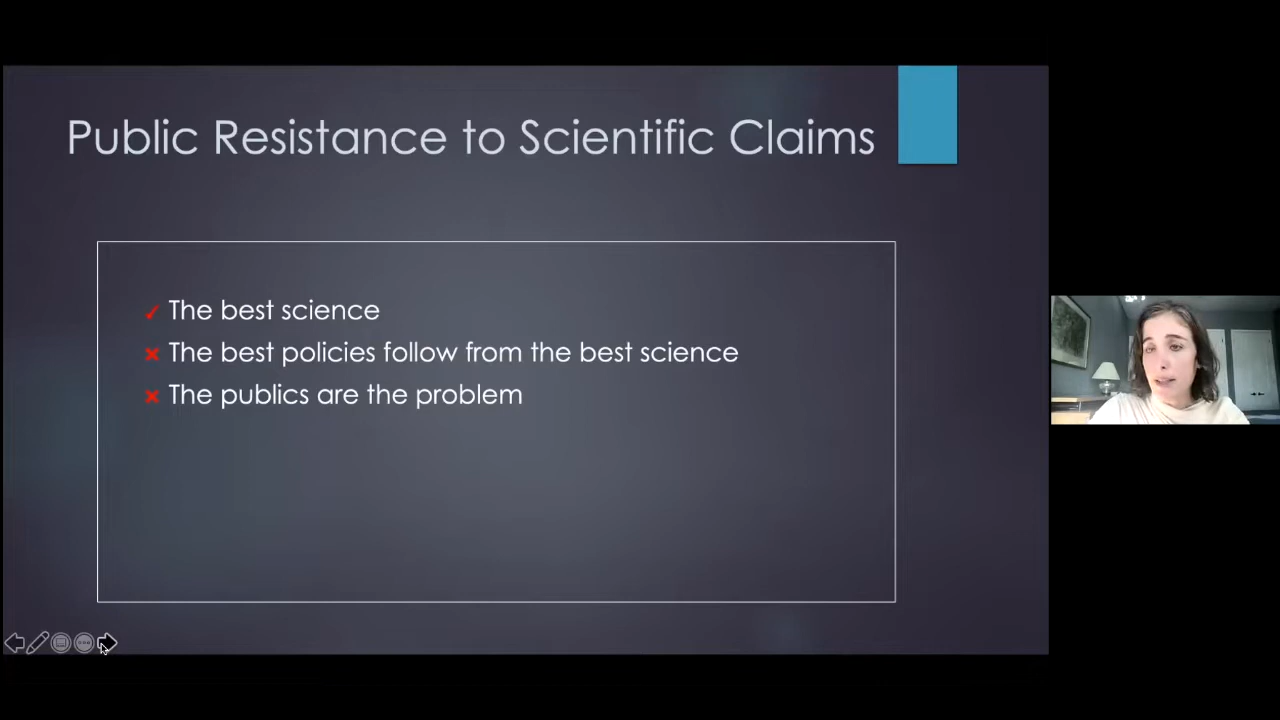 Public Resistance to Scientific Claims
✓ The best science
✗ The best policies follow from the best science
✗ The publics are the problem